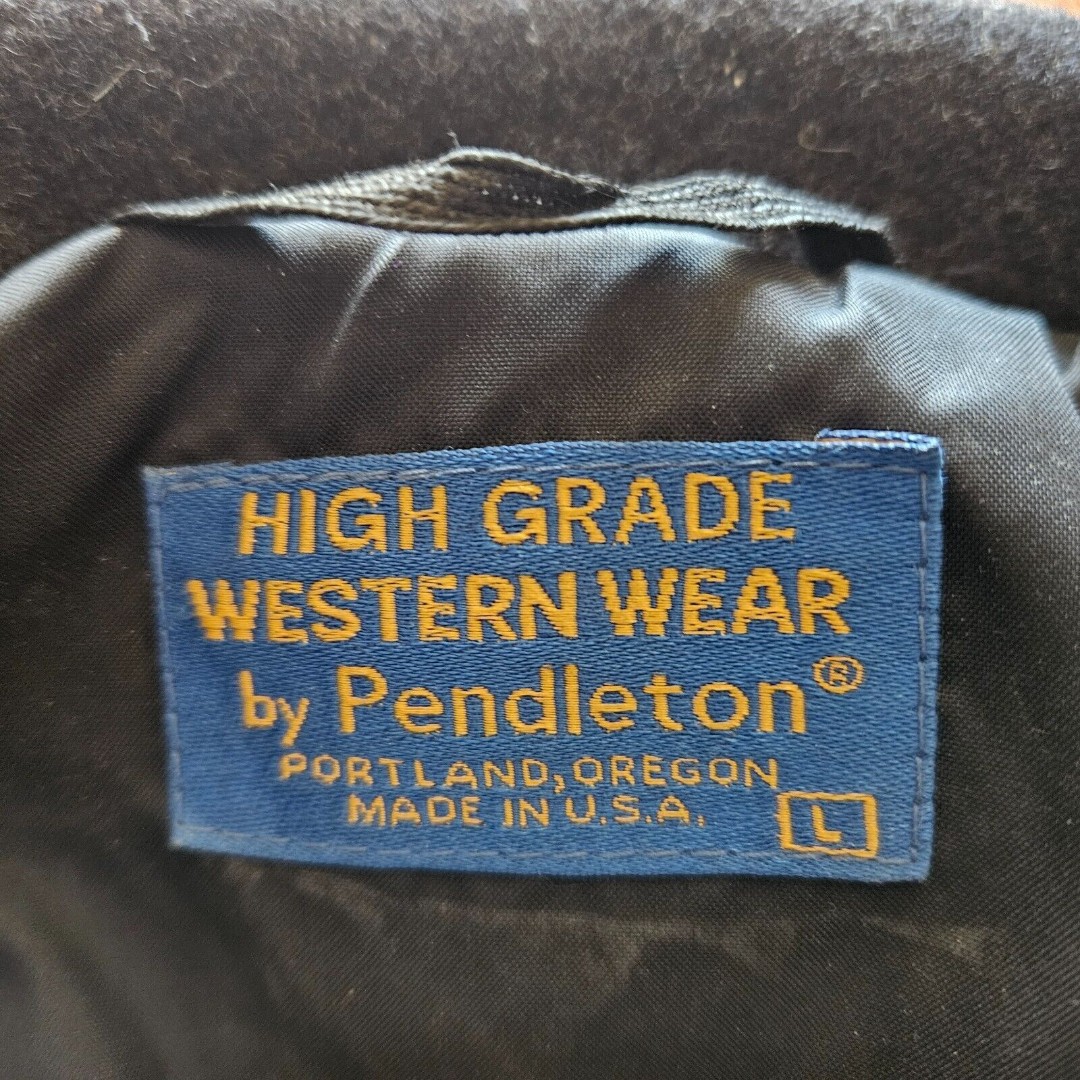 HIGH GRADE
WESTERN WEAR
by Pendleton®
PORTLAND, OREGON
MADE IN U.S.A.
L